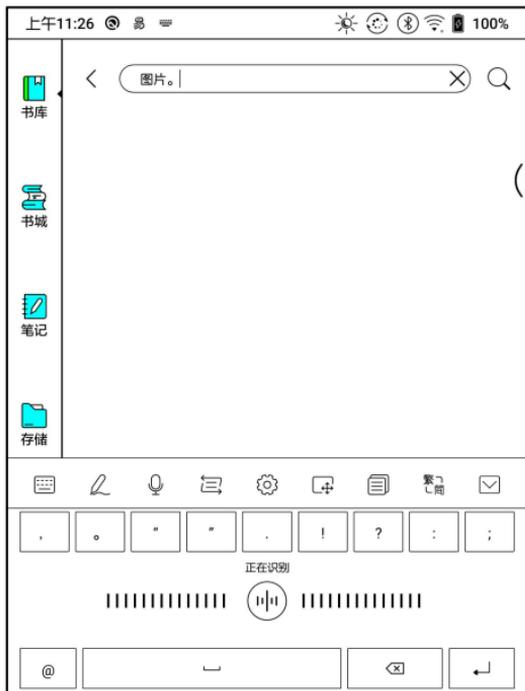 上午11:26
100%
图片。
书库
书城
笔记
存储
繁
简
, 。 “ ” . ! ? : ;
正在识别
@